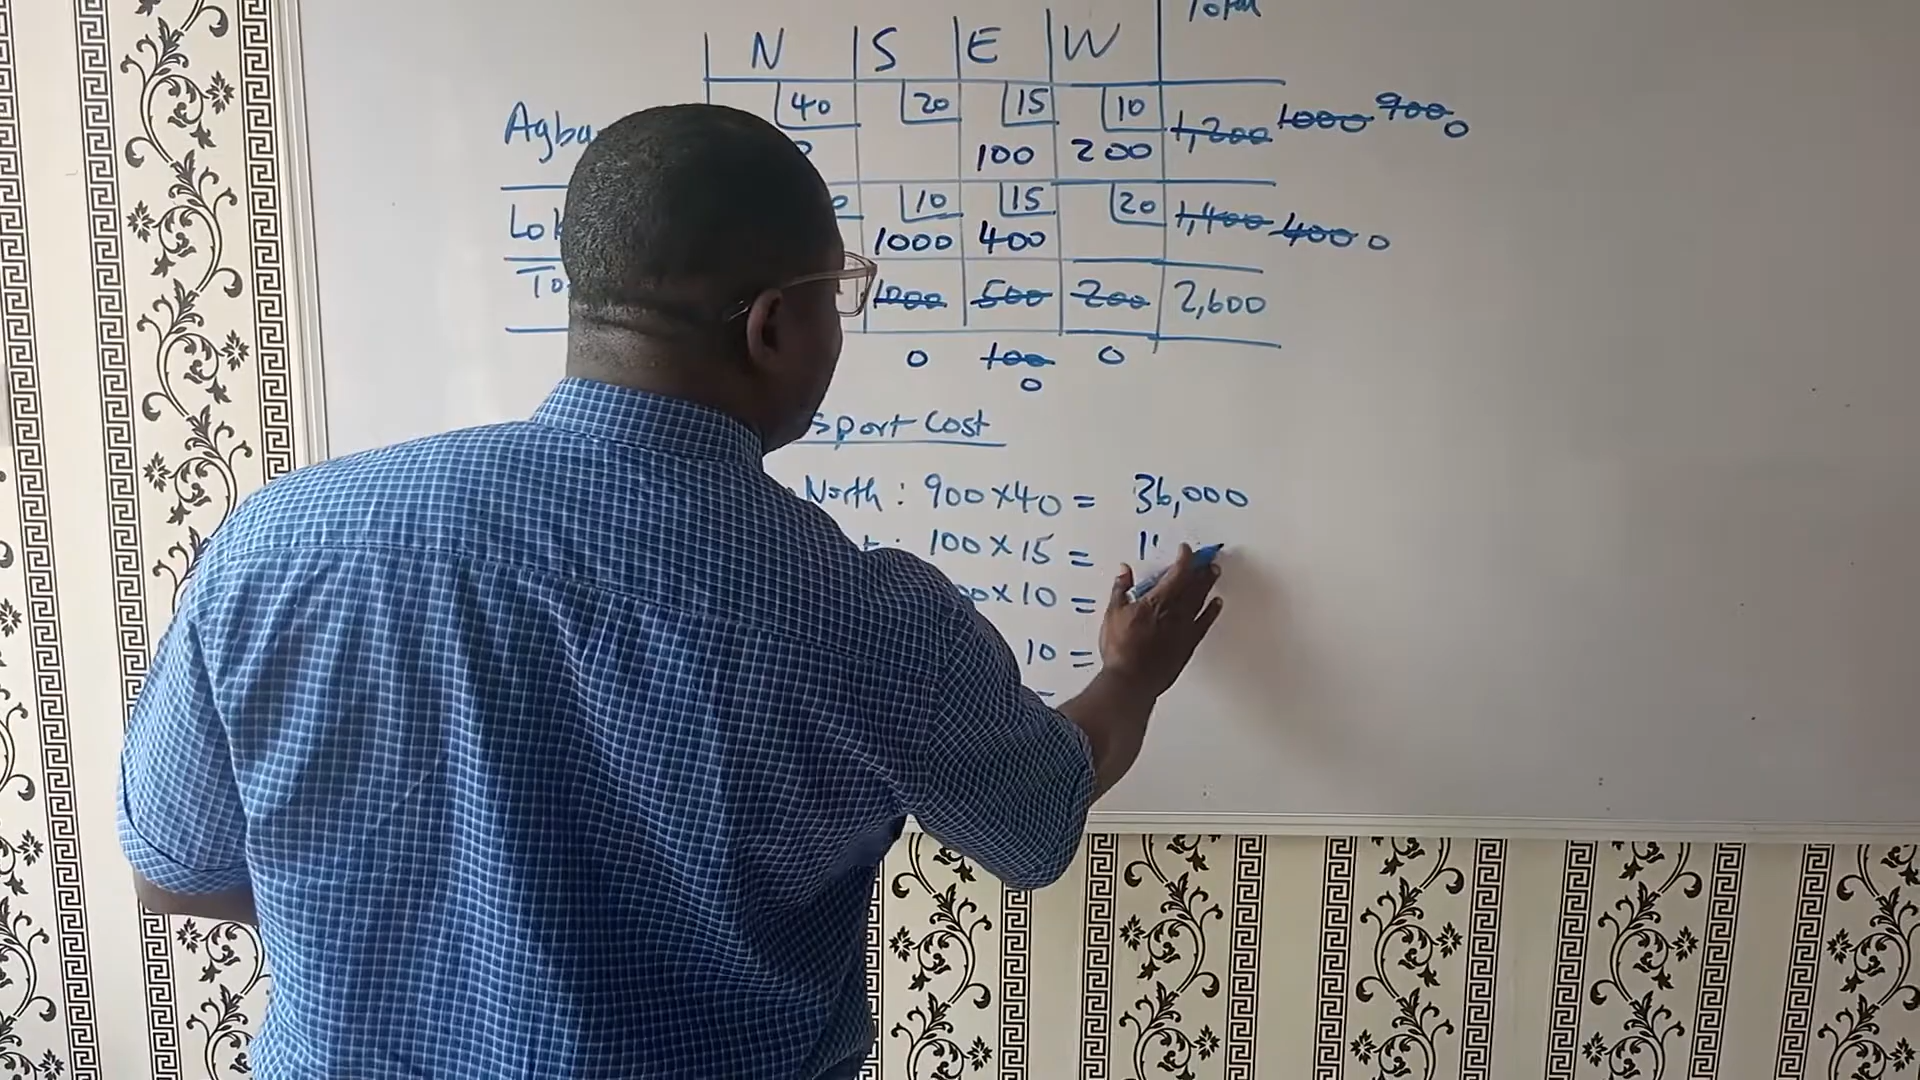 N S E W Total
40 20 15 10
Agba 100 200 1,200 1000 900 0
10 15 20
Lok 1000 400 1,400 400 0
To 1000 500 200 2,600
0 100 0
0
sport Cost
North : 900 x 40 = 36,000
: 100 x 15 =
x 10 =
10 =